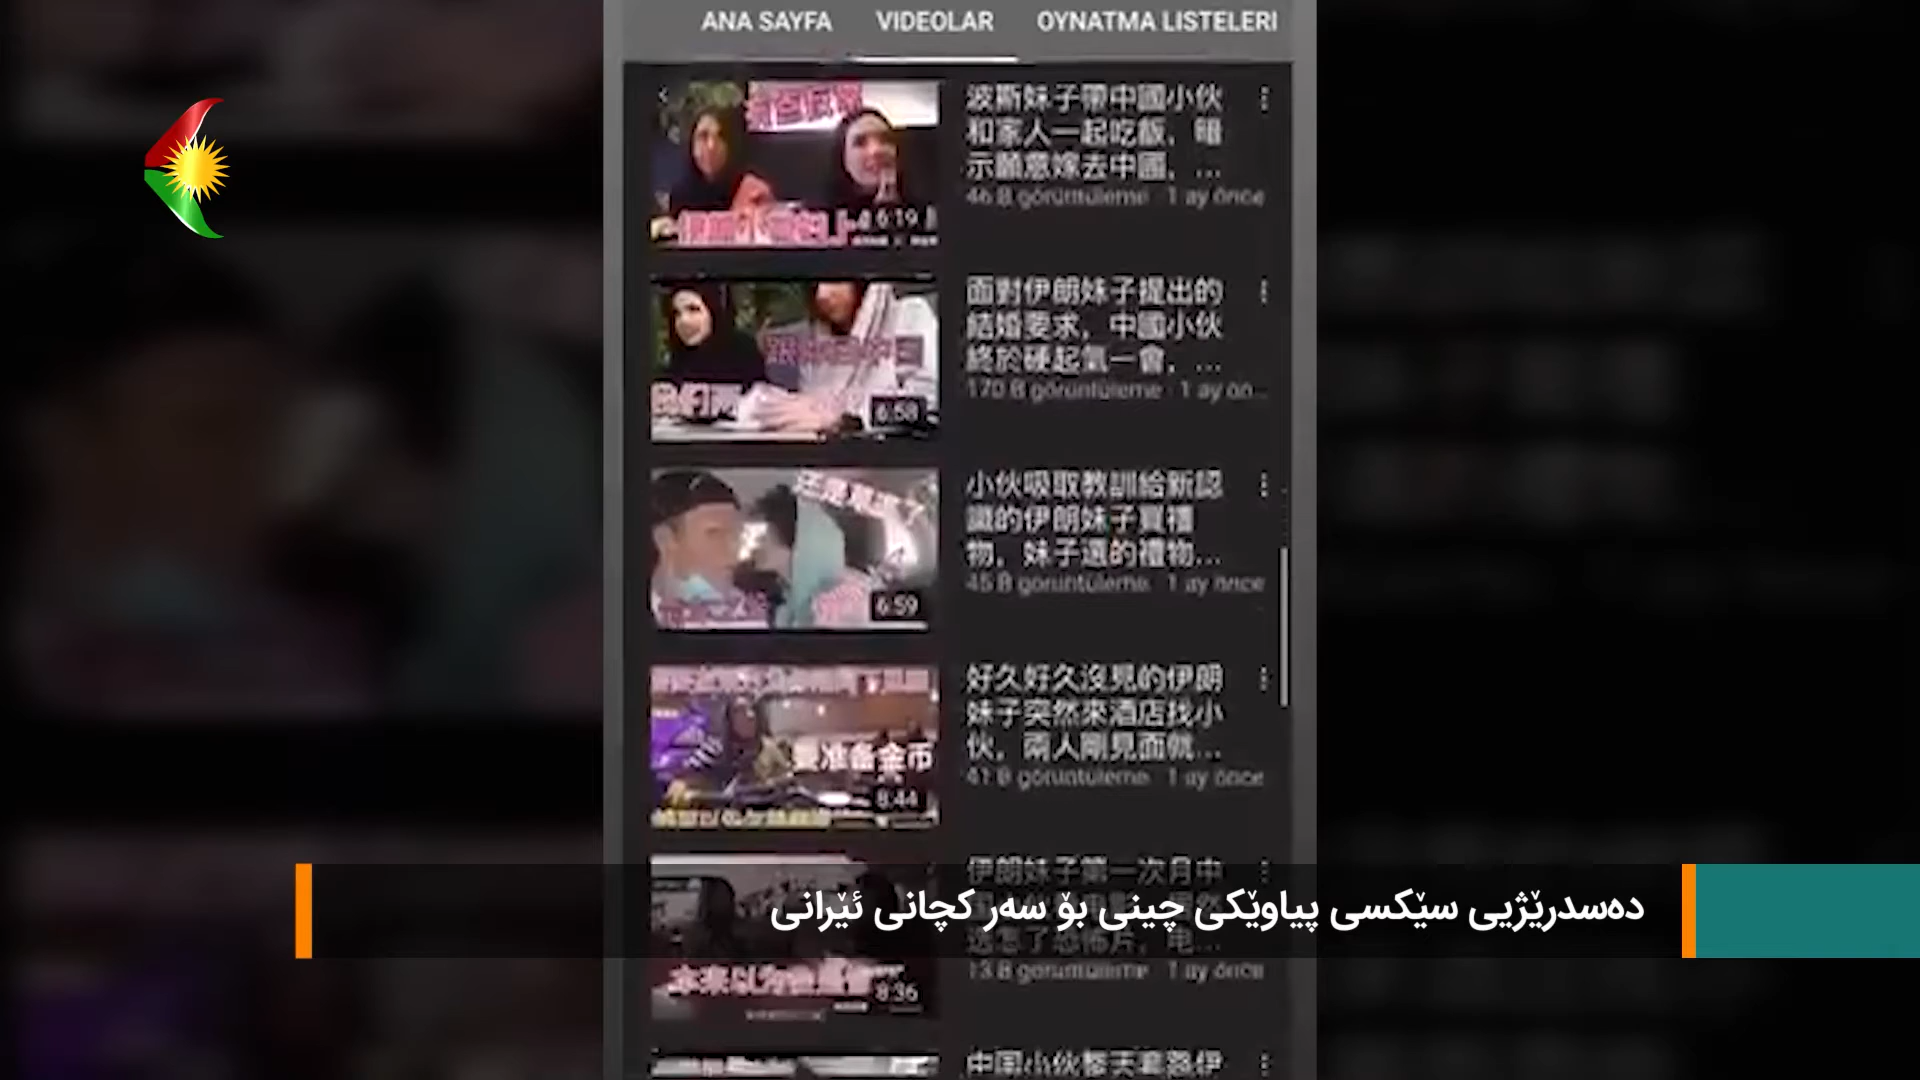 ANA SAYFA VIDEOLAR OYNATMA LISTELERI
波斯妹子帶中國小伙
和家人一起吃飯，暗
示願意嫁去中國，...
46 B görüntüleme · 1 ay önce
6:19
面對伊朗妹子提出的
結婚要求，中國小伙
終於硬起氣一會，...
170 B görüntüleme · 1 ay ön...
6:58
小伙吸取教訓給新認
識的伊朗妹子買禮
物，妹子還的禮物...
45 B görüntüleme · 1 ay önce
6:59
好久好久沒見的伊朗
妹子突然來酒店找小
伙，兩人剛見面就...
41 B görüntüleme · 1 ay önce
要准备金币
8:44
伊朗妹子第一次
دەسدرێژیی سێکسی پیاوێکی چینی بۆ سەر کچانی ئێرانی
13 B görüntüleme · 1 ay önce
本来以为
8:36
中国小伙